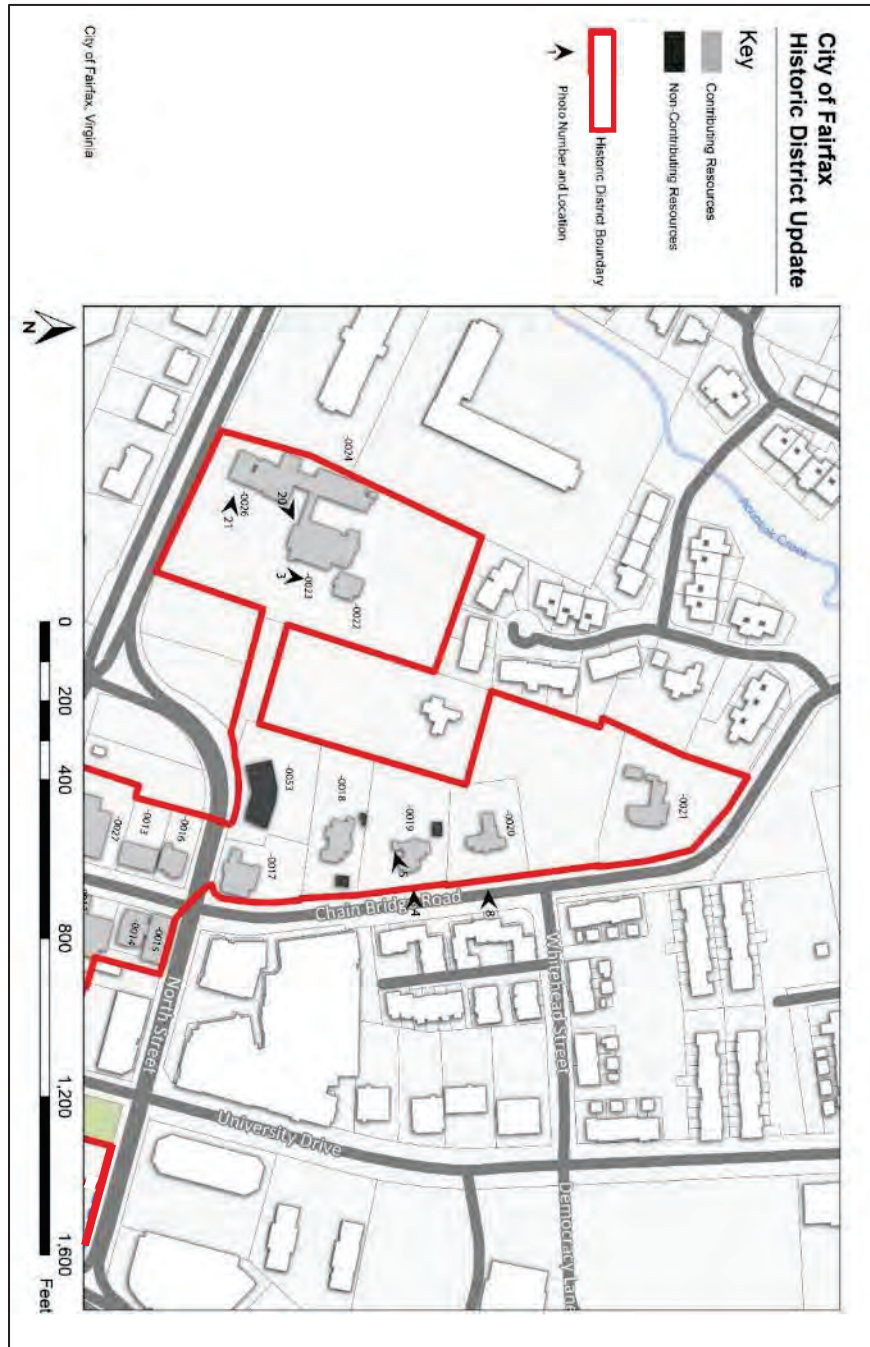 City of Fairfax
Historic District Update
Key
Contributing Resources
Non-Contributing Resources
Historic District Boundary
1
Photo Number and Location
City of Fairfax, Virginia
N
0
200
400
800
1,200
1,600
Feet
Accotink Creek
-0024
-0026
20
21
3
-0023
-0022
-0053
-0018
-0019
5
-0020
-0021
-0017
-0016
-0013
-0014
-0015
4
8
Chain Bridge Road
Whitehead Street
North Street
University Drive
Democracy Lane